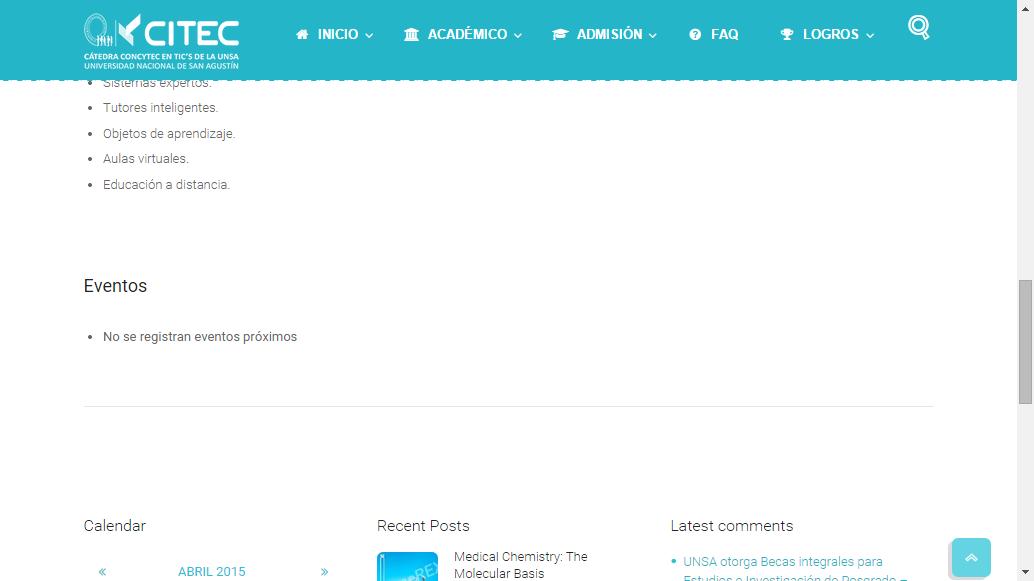 CITEC
CÁTEDRA CONCYTEC EN TIC'S DE LA UNSA
UNIVERSIDAD NACIONAL DE SAN AGUSTÍN
INICIO
ACADÉMICO
ADMISIÓN
FAQ
LOGROS
Sistemas expertos.
Tutores inteligentes.
Objetos de aprendizaje.
Aulas virtuales.
Educación a distancia.
Eventos
No se registran eventos próximos
Calendar
« ABRIL 2015 »
Recent Posts
Medical Chemistry: The
Molecular Basis
Latest comments
UNSA otorga Becas integrales para
Estudios e Investigación de Posgrado –